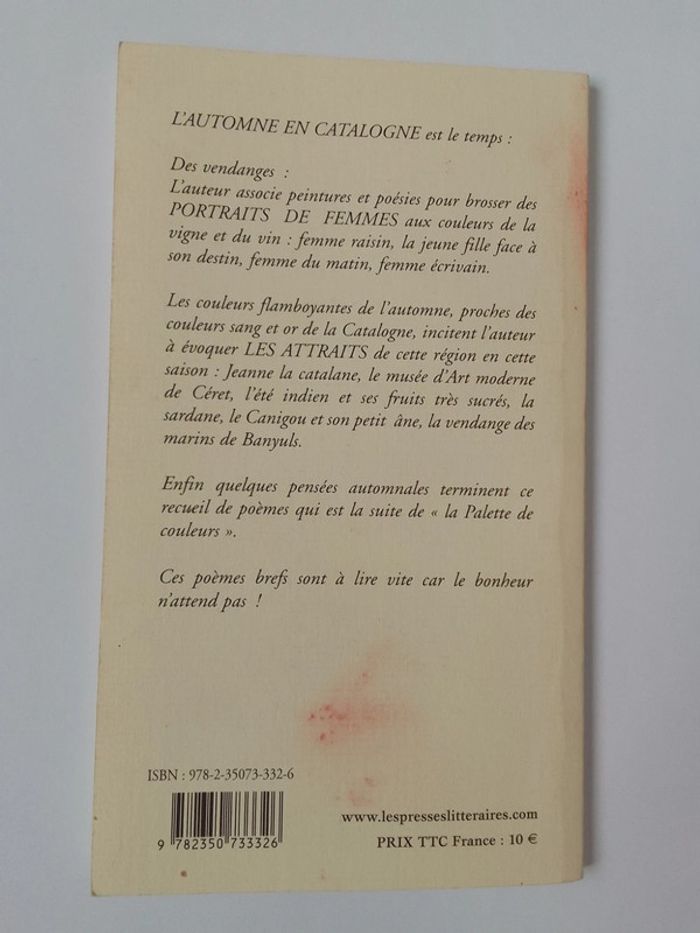 L'AUTOMNE EN CATALOGNE est le temps :
Des vendanges :
L'auteur associe peintures et poésies pour brosser des
PORTRAITS DE FEMMES aux couleurs de la
vigne et du vin : femme raisin, la jeune fille face à
son destin, femme du matin, femme écrivain.
Les couleurs flamboyantes de l'automne, proches des
couleurs sang et or de la Catalogne, incitent l'auteur
à évoquer LES ATTRAITS de cette région en cette
saison : Jeanne la catalane, le musée d'Art moderne
de Céret, l'été indien et ses fruits très sucrés, la
sardane, le Canigou et son petit âne, la vendange des
marins de Banyuls.
Enfin quelques pensées automnales terminent ce
recueil de poèmes qui est la suite de « la Palette de
couleurs ».
Ces poèmes brefs sont à lire vite car le bonheur
n'attend pas !
ISBN : 978-2-35073-332-6
9 782350 733326
www.lespresseslitteraires.com
PRIX TTC France : 10 €